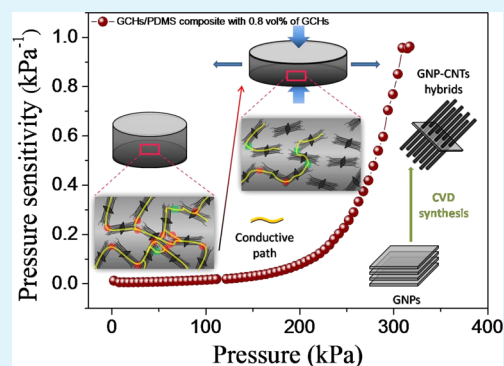 GCHs/PDMS composite with 0.8 vol% of GCHs
Pressure sensitivity (kPa-1)
1.0
0.8
0.6
0.4
0.2
0.0
GNP-CNTs
hybrids
CVD
synthesis
Conductive
path
GNPs
0
100
200
300
400
Pressure (kPa)